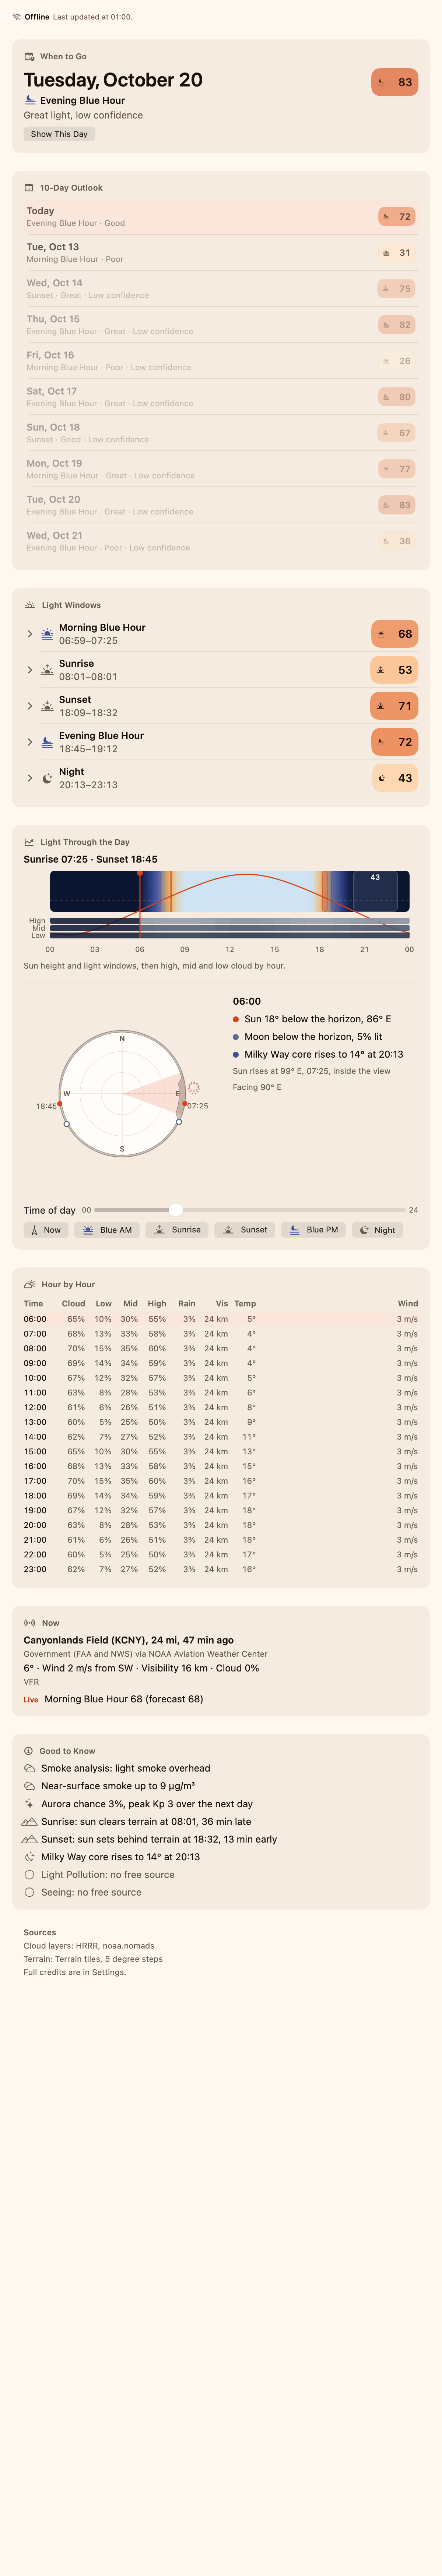 Offline Last updated at 01:00.
When to Go
Tuesday, October 20
83
Evening Blue Hour
Great light, low confidence
Show This Day
10-Day Outlook
Today
Evening Blue Hour · Good
72
Tue, Oct 13
Morning Blue Hour · Poor
31
Wed, Oct 14
Sunset · Great · Low confidence
75
Thu, Oct 15
Evening Blue Hour · Great · Low confidence
82
Fri, Oct 16
Morning Blue Hour · Poor · Low confidence
26
Sat, Oct 17
Evening Blue Hour · Great · Low confidence
80
Sun, Oct 18
Sunset · Good · Low confidence
67
Mon, Oct 19
Morning Blue Hour · Great · Low confidence
77
Tue, Oct 20
Evening Blue Hour · Great · Low confidence
83
Wed, Oct 21
Evening Blue Hour · Poor · Low confidence
36
Light Windows
Morning Blue Hour
06:59–07:25
68
Sunrise
08:01–08:01
53
Sunset
18:09–18:32
71
Evening Blue Hour
18:45–19:12
72
Night
20:13–23:13
43
Light Through the Day
Sunrise 07:25 · Sunset 18:45
43
High
Mid
Low
00 03 06 09 12 15 18 21 00
Sun height and light windows, then high, mid and low cloud by hour.
06:00
Sun 18° below the horizon, 86° E
Moon below the horizon, 5% lit
Milky Way core rises to 14° at 20:13
Sun rises at 99° E, 07:25, inside the view
Facing 90° E
N
W
E
S
18:45
07:25
Time of day 00 24
Now Blue AM Sunrise Sunset Blue PM Night
Hour by Hour
Time Cloud Low Mid High Rain Vis Temp Wind
06:00 65% 10% 30% 55% 3% 24 km 5° 3 m/s
07:00 68% 13% 33% 58% 3% 24 km 4° 3 m/s
08:00 70% 15% 35% 60% 3% 24 km 4° 3 m/s
09:00 69% 14% 34% 59% 3% 24 km 4° 3 m/s
10:00 67% 12% 32% 57% 3% 24 km 5° 3 m/s
11:00 63% 8% 28% 53% 3% 24 km 6° 3 m/s
12:00 61% 6% 26% 51% 3% 24 km 8° 3 m/s
13:00 60% 5% 25% 50% 3% 24 km 9° 3 m/s
14:00 62% 7% 27% 52% 3% 24 km 11° 3 m/s
15:00 65% 10% 30% 55% 3% 24 km 13° 3 m/s
16:00 68% 13% 33% 58% 3% 24 km 15° 3 m/s
17:00 70% 15% 35% 60% 3% 24 km 16° 3 m/s
18:00 69% 14% 34% 59% 3% 24 km 17° 3 m/s
19:00 67% 12% 32% 57% 3% 24 km 18° 3 m/s
20:00 63% 8% 28% 53% 3% 24 km 18° 3 m/s
21:00 61% 6% 26% 51% 3% 24 km 18° 3 m/s
22:00 60% 5% 25% 50% 3% 24 km 17° 3 m/s
23:00 62% 7% 27% 52% 3% 24 km 16° 3 m/s
Now
Canyonlands Field (KCNY), 24 mi, 47 min ago
Government (FAA and NWS) via NOAA Aviation Weather Center
6° · Wind 2 m/s from SW · Visibility 16 km · Cloud 0%
VFR
Live Morning Blue Hour 68 (forecast 68)
Good to Know
Smoke analysis: light smoke overhead
Near-surface smoke up to 9 µg/m³
Aurora chance 3%, peak Kp 3 over the next day
Sunrise: sun clears terrain at 08:01, 36 min late
Sunset: sun sets behind terrain at 18:32, 13 min early
Milky Way core rises to 14° at 20:13
Light Pollution: no free source
Seeing: no free source
Sources
Cloud layers: HRRR, noaa.nomads
Terrain: Terrain tiles, 5 degree steps
Full credits are in Settings.